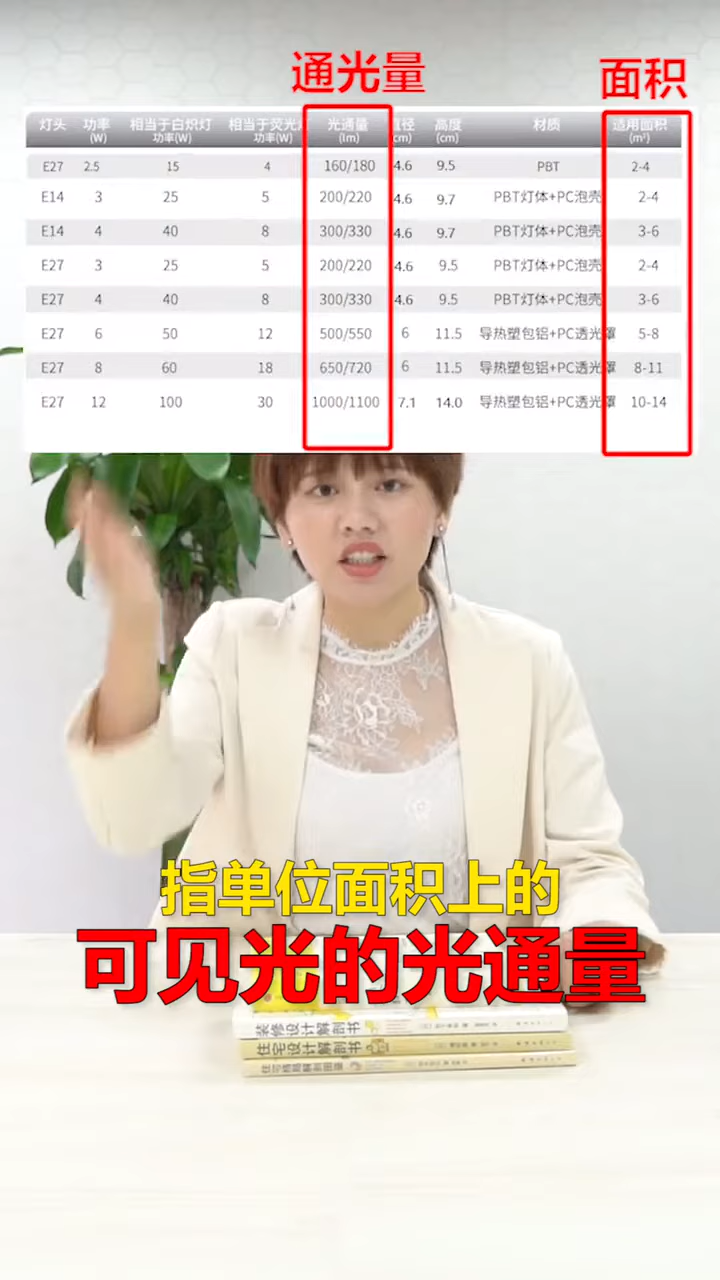 通光量
面积
灯头 功率(W) 相当于白炽灯功率(W) 相当于荧光 功率(W) 光通量(lm) 直径(cm) 高度(cm) 材质 适用面积(m²)
E27 2.5 15 4 160/180 4.6 9.5 PBT 2-4
E14 3 25 5 200/220 4.6 9.7 PBT灯体+PC泡壳 2-4
E14 4 40 8 300/330 4.6 9.7 PBT灯体+PC泡壳 3-6
E27 3 25 5 200/220 4.6 9.5 PBT灯体+PC泡壳 2-4
E27 4 40 8 300/330 4.6 9.5 PBT灯体+PC泡壳 3-6
E27 6 50 12 500/550 6 11.5 导热塑包铝+PC透光罩 5-8
E27 8 60 18 650/720 6 11.5 导热塑包铝+PC透光罩 8-11
E27 12 100 30 1000/1100 7.1 14.0 导热塑包铝+PC透光罩 10-14
指单位面积上的
可见光的光通量
装修设计解剖书
住宅设计解剖书